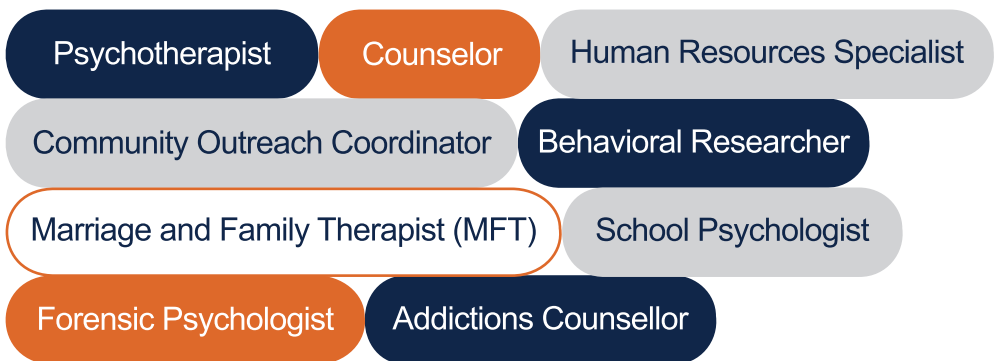 Psychotherapist Counselor Human Resources Specialist
Community Outreach Coordinator Behavioral Researcher
Marriage and Family Therapist (MFT) School Psychologist
Forensic Psychologist Addictions Counsellor